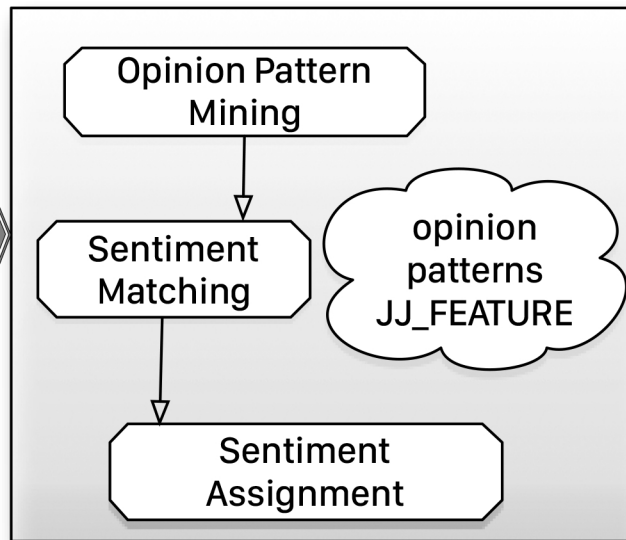 Opinion Pattern
Mining
Sentiment
Matching
opinion
patterns
JJ_FEATURE
Sentiment
Assignment